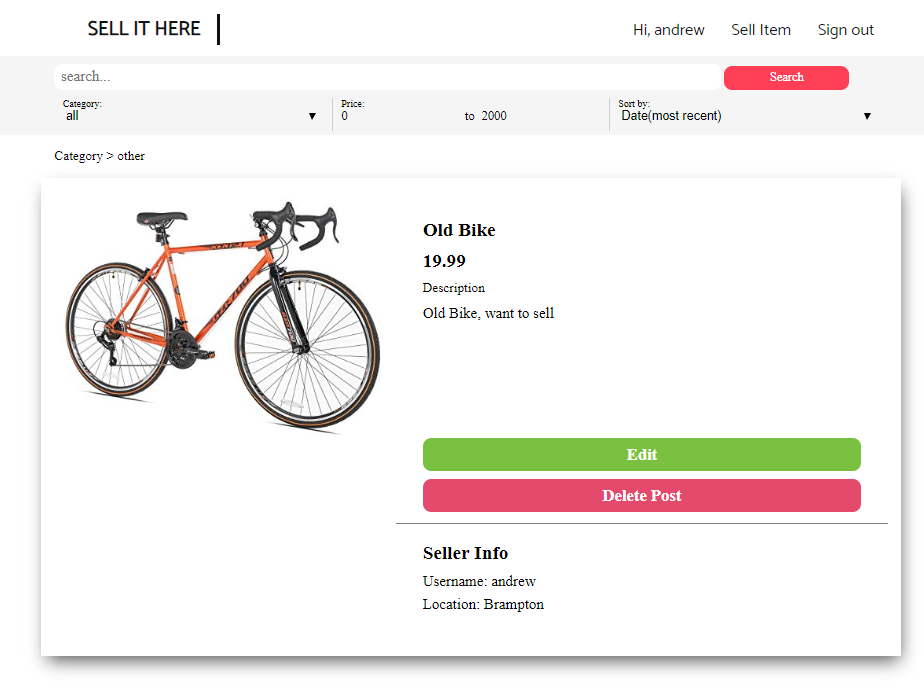 SELL IT HERE
Hi, andrew Sell Item Sign out
search... Search
Category: Price: Sort by:
all ▼ 0 to 2000 Date(most recent) ▼
Category > other
Old Bike
19.99
Description
Old Bike, want to sell
Edit
Delete Post
Seller Info
Username: andrew
Location: Brampton